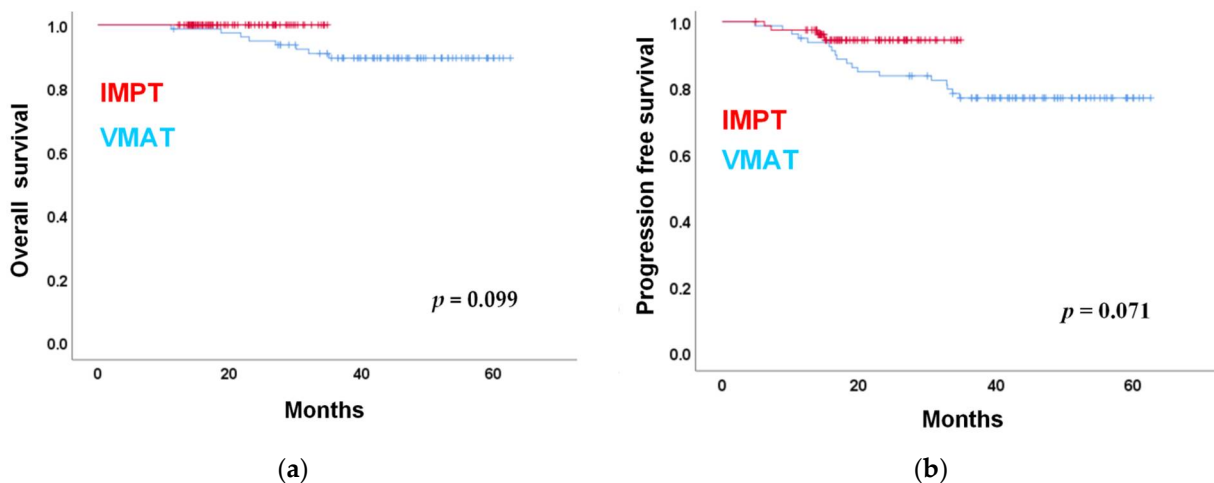 Overall survival
1.0
0.8
0.6
0.4
0.2
0.0
IMPT
VMAT
p = 0.099
0 20 40 60
Months
(a)
Progression free survival
1.0
0.8
0.6
0.4
0.2
0.0
IMPT
VMAT
p = 0.071
0 20 40 60
Months
(b)